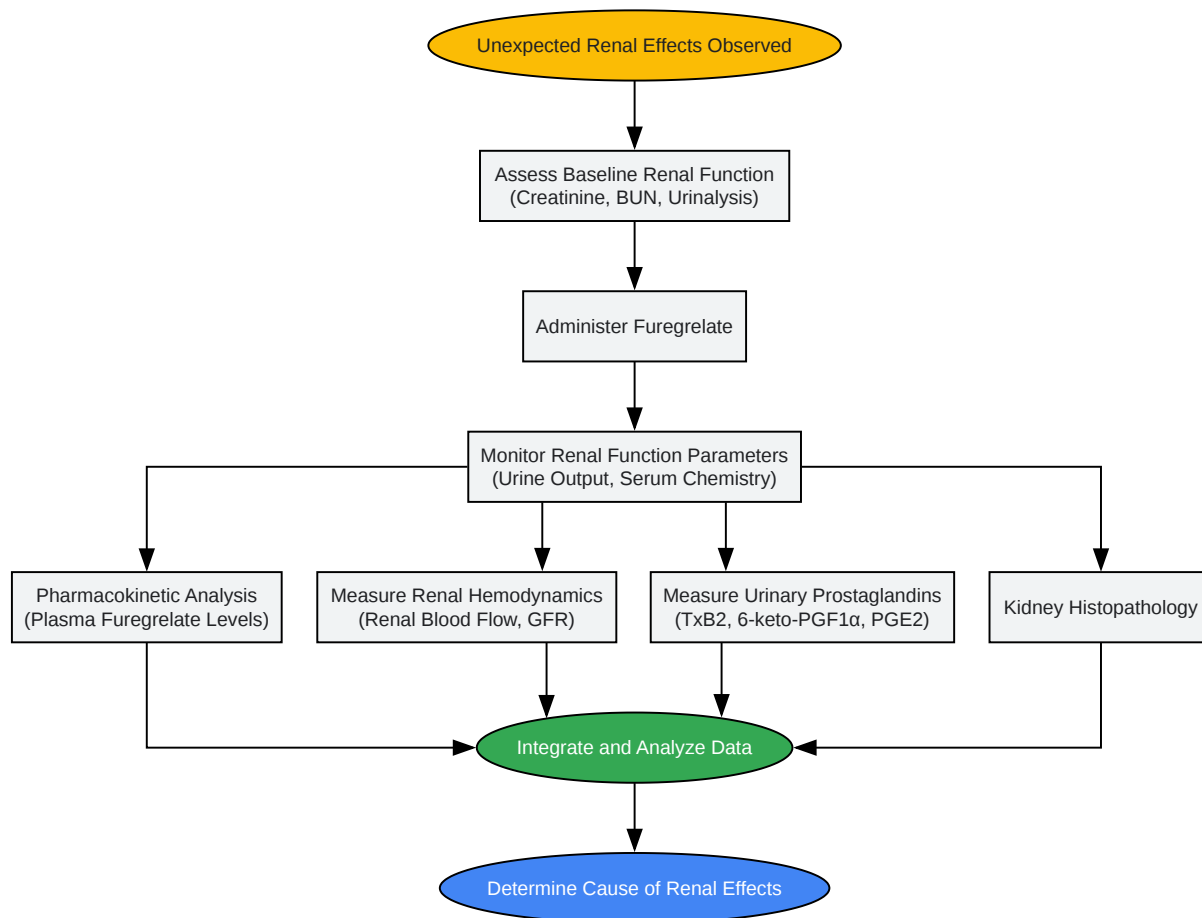 Unexpected Renal Effects Observed
Assess Baseline Renal Function
(Creatinine, BUN, Urinalysis)
Administer Furegrelate
Monitor Renal Function Parameters
(Urine Output, Serum Chemistry)
Pharmacokinetic Analysis
(Plasma Furegrelate Levels)
Measure Renal Hemodynamics
(Renal Blood Flow, GFR)
Measure Urinary Prostaglandins
(TxB2, 6-keto-PGF1α, PGE2)
Kidney Histopathology
Integrate and Analyze Data
Determine Cause of Renal Effects